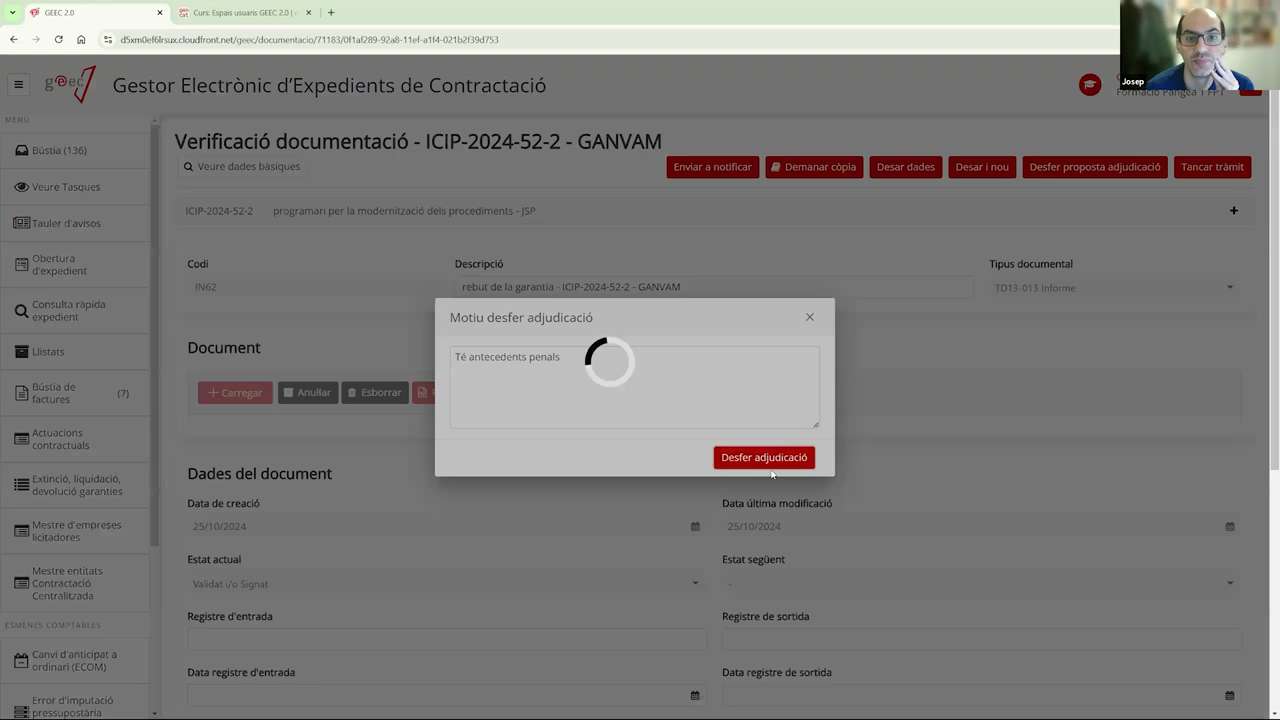 GEEC 2.0
Curs: Espais usuaris GEEC 2.0 | c
d5xm0ef6lrsux.cloudfront.net/geec/documentacio/71183/0f1af289-92a8-11ef-a1f4-021b2f39d753
Josep
geec
Gestor Electrònic d'Expedients de Contractació
Formació Pangea 1 FPT
MENU
Bústia (136)
Veure Tasques
Tauler d'avisos
Obertura
d'expedient
Consulta ràpida
expedient
Llistats
Bústia de
factures
(7)
Actuacions
contractuals
Extinció, liquidació,
devolució garanties
Mestre d'empreses
licitadores
Mestre entitats
Contractació
Centralitzada
ESMENES COMPTABLES
Canvi d'anticipat a
ordinari (ECOM)
Error d'imputació
pressupostària
Verificació documentació - ICIP-2024-52-2 - GANVAM
Veure dades bàsiques
Enviar a notificar
Demanar còpia
Desar dades
Desar i nou
Desfer proposta adjudicació
Tancar tràmit
ICIP-2024-52-2 programari per la modernització dels procediments - JSP
Codi
Descripció
Tipus documental
IN62
rebut de la garantia - ICIP-2024-52-2 - GANVAM
TD13-013 Informe
Document
Carregar
Anul·lar
Esborrar
Motiu desfer adjudicació
Té antecedents penals
Desfer adjudicació
Dades del document
Data de creació
Data última modificació
25/10/2024
25/10/2024
Estat actual
Estat següent
Validat i/o Signat
-
Registre d'entrada
Registre de sortida
Data registre d'entrada
Data registre de sortida